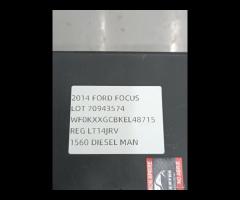 2014 FORD FOCUS
LOT 70943574
WF0KXXGCBKEL48715
REG LT14JRV
1560 DIESEL MAN